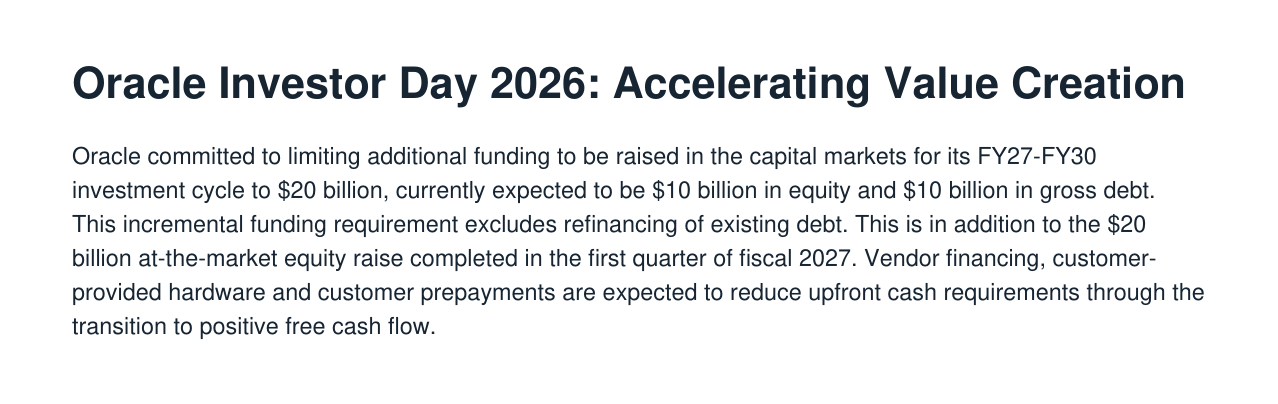 Oracle Investor Day 2026: Accelerating Value Creation
Oracle committed to limiting additional funding to be raised in the capital markets for its FY27-FY30
investment cycle to $20 billion, currently expected to be $10 billion in equity and $10 billion in gross debt.
This incremental funding requirement excludes refinancing of existing debt. This is in addition to the $20
billion at-the-market equity raise completed in the first quarter of fiscal 2027. Vendor financing, customer-
provided hardware and customer prepayments are expected to reduce upfront cash requirements through the
transition to positive free cash flow.